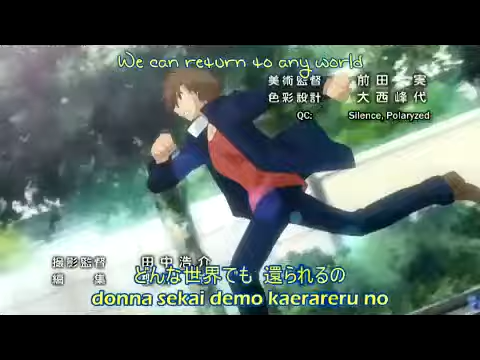 We can return to any world
美術監督 前田 実
色彩設計 大西峰代
QC: Silence, Polaryzed
撮影監督 田中浩介
編 集
どんな世界でも 還られるの
donna sekai demo kaerareru no